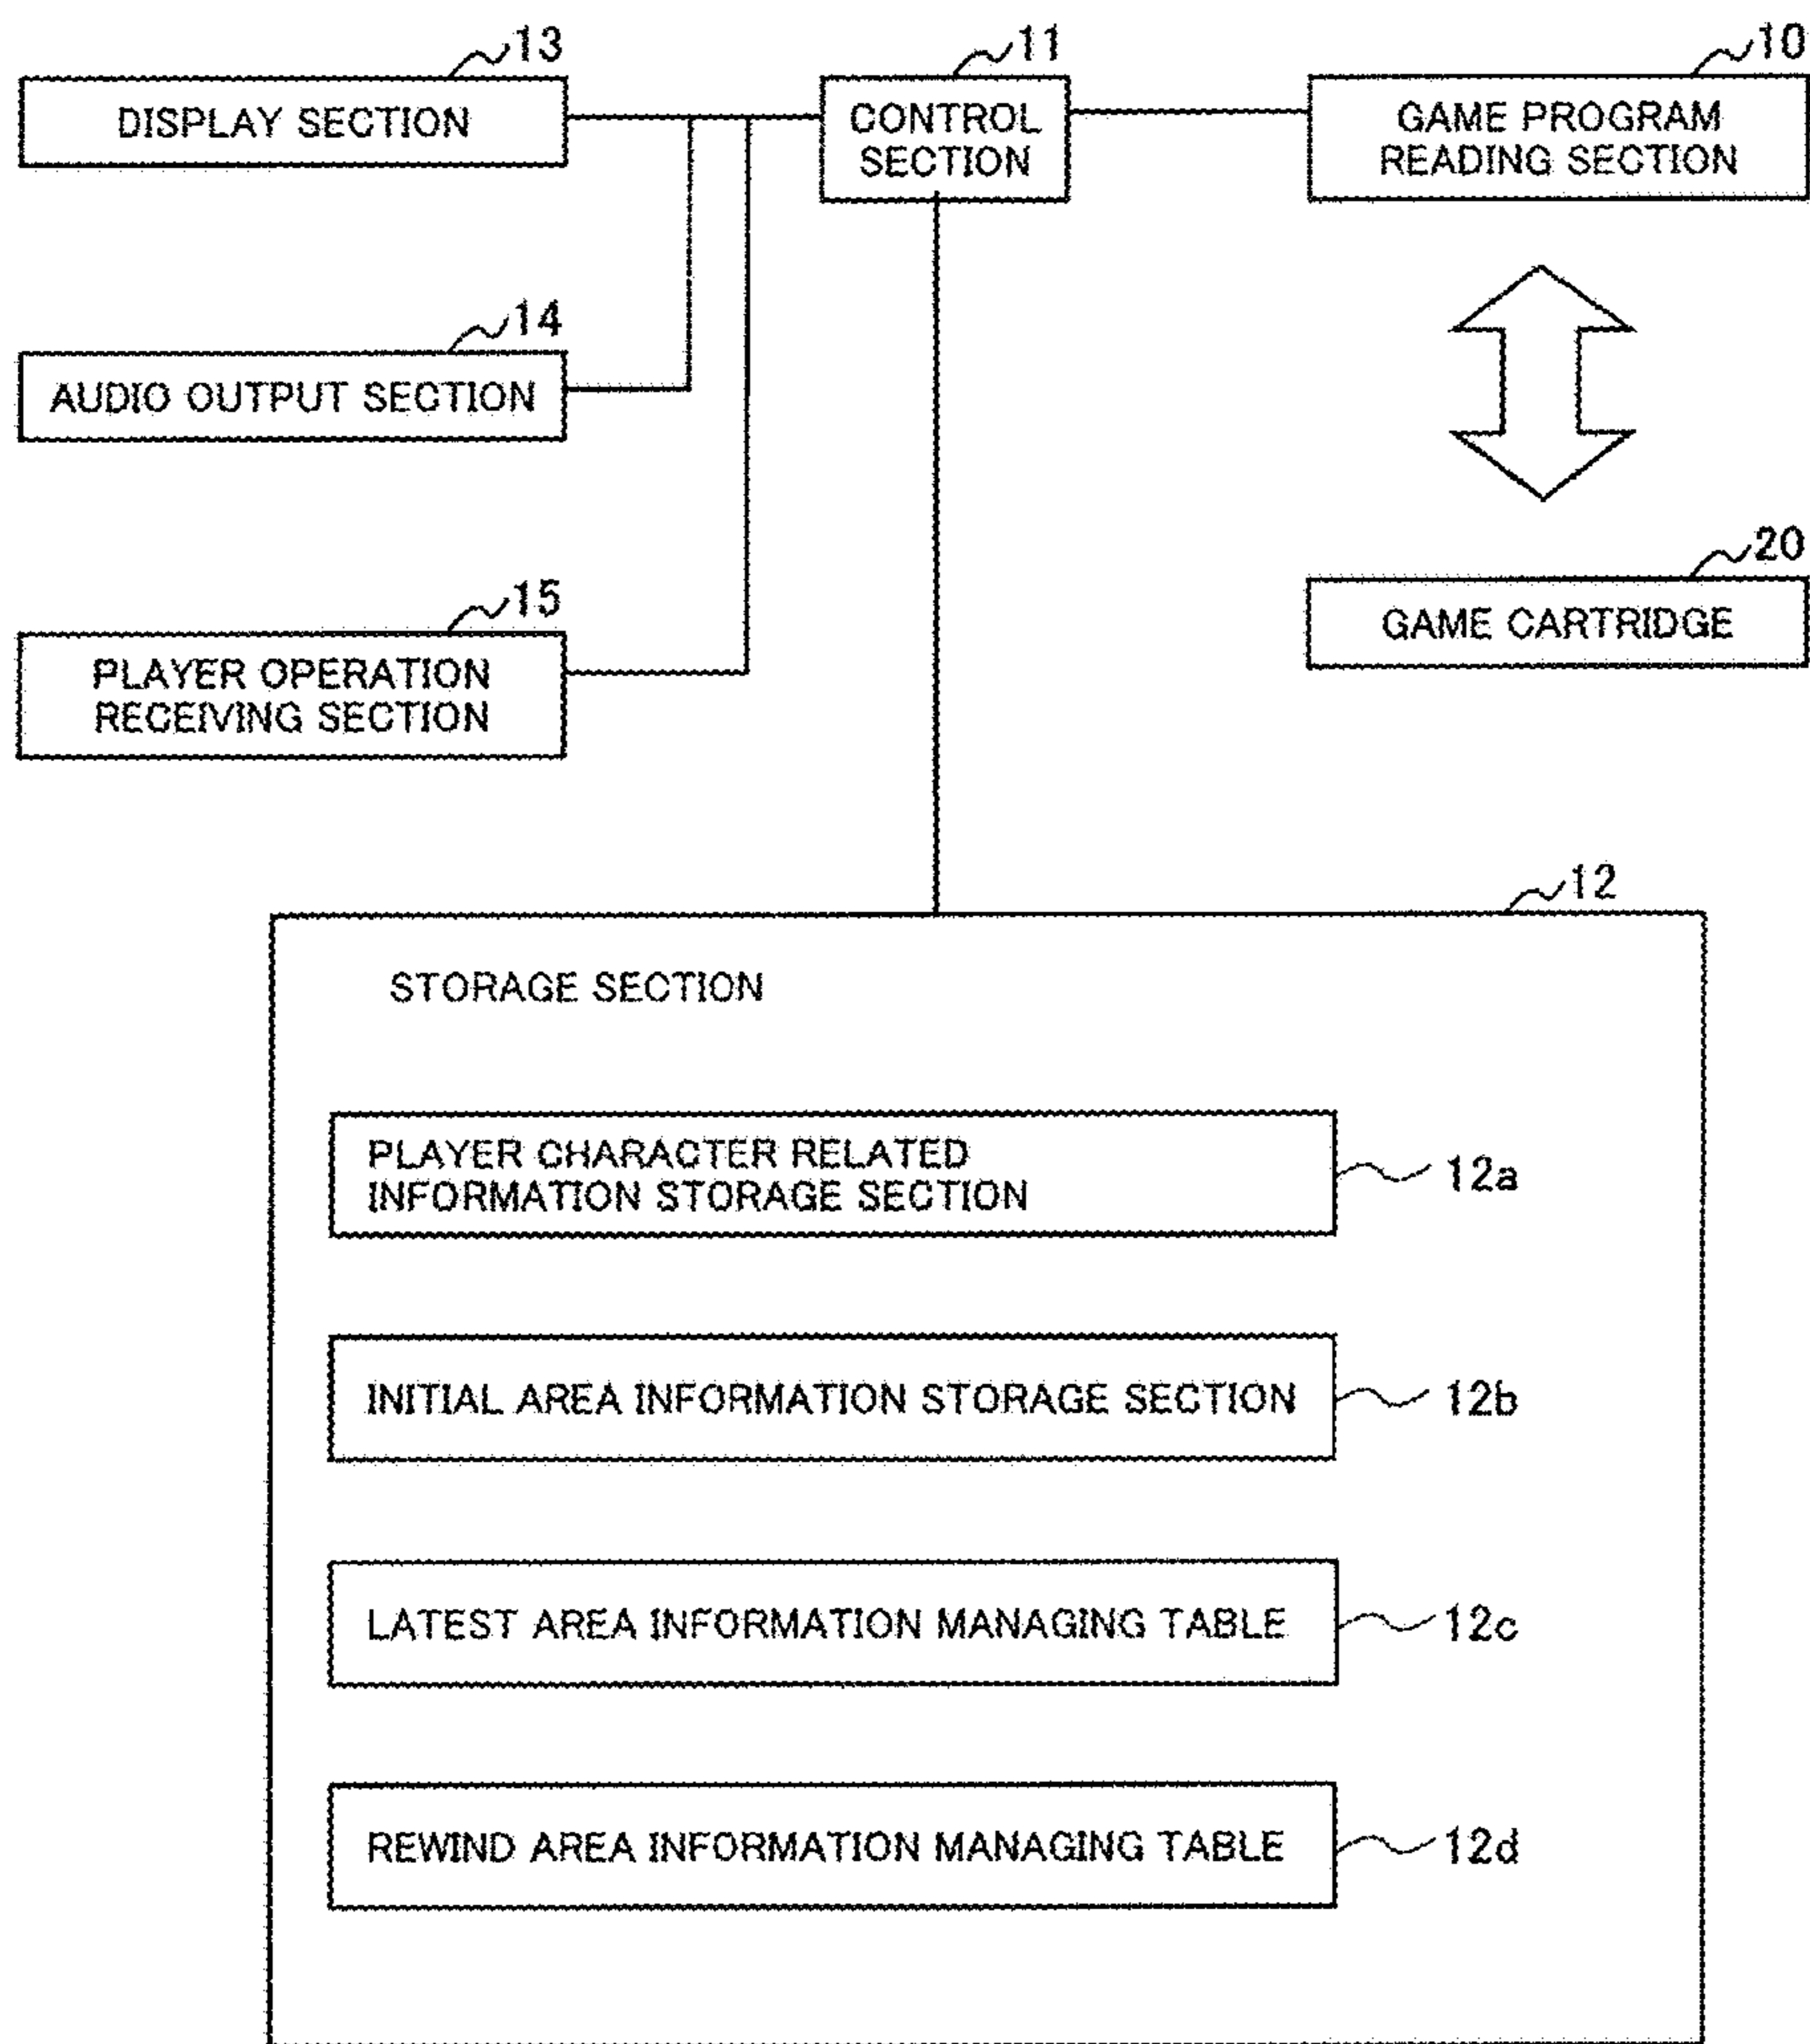 13
DISPLAY SECTION
11
CONTROL
SECTION
10
GAME PROGRAM
READING SECTION
14
AUDIO OUTPUT SECTION
20
GAME CARTRIDGE
15
PLAYER OPERATION
RECEIVING SECTION
12
STORAGE SECTION
PLAYER CHARACTER RELATED
INFORMATION STORAGE SECTION
12a
INITIAL AREA INFORMATION STORAGE SECTION
12b
LATEST AREA INFORMATION MANAGING TABLE
12c
REWIND AREA INFORMATION MANAGING TABLE
12d